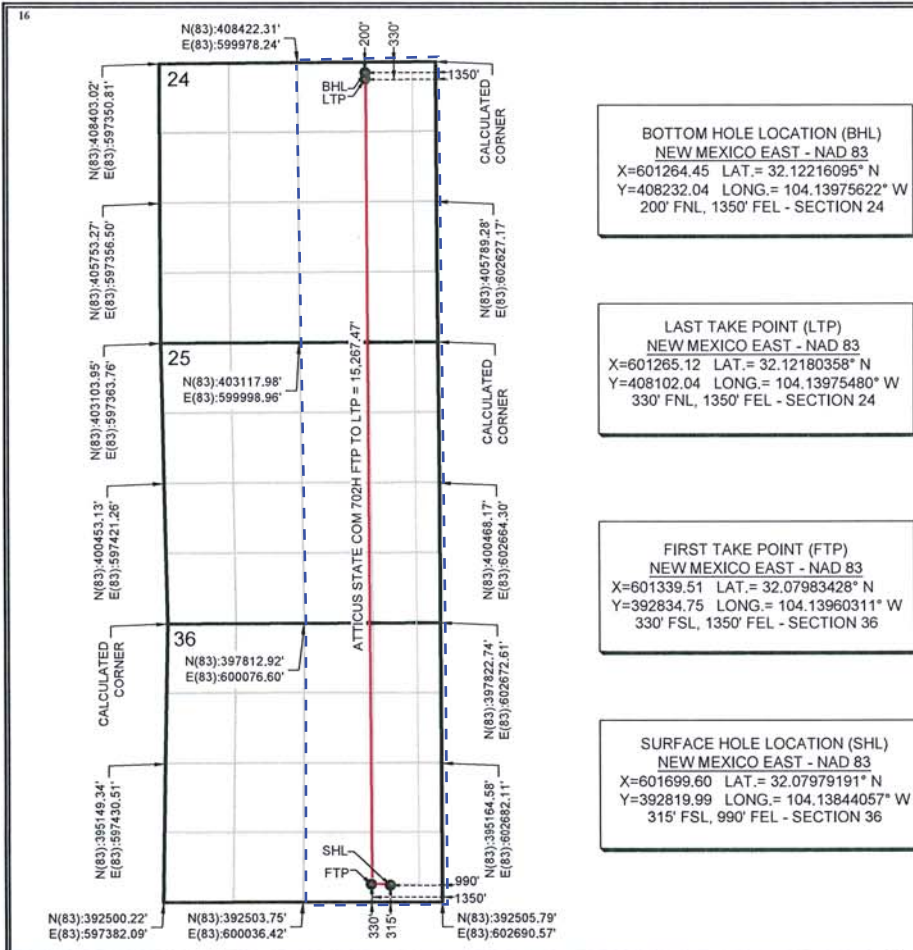 16
N(83):408422.31'
E(83):599978.24'
200'
330'
24
BHL
LTP
1350'
N(83):408403.02'
E(83):597350.81'
CALCULATED
CORNER
N(83):405753.27'
E(83):597356.50'
N(83):405789.28'
E(83):602627.17'
25
N(83):403117.98'
E(83):599998.96'
N(83):403103.95'
E(83):597363.76'
CALCULATED
CORNER
ATTICUS STATE COM 702H FTP TO LTP = 15,267.47'
N(83):400453.13'
E(83):597421.26'
N(83):400468.17'
E(83):602664.30'
36
N(83):397812.92'
E(83):600076.60'
CALCULATED
CORNER
N(83):397822.74'
E(83):602672.61'
N(83):395149.34'
E(83):597430.51'
N(83):395164.58'
E(83):602682.11'
SHL
FTP
990'
1350'
330'
315'
N(83):392500.22'
E(83):597382.09'
N(83):392503.75'
E(83):600036.42'
N(83):392505.79'
E(83):602690.57'
BOTTOM HOLE LOCATION (BHL)
NEW MEXICO EAST - NAD 83
X=601264.45 LAT.= 32.12216095° N
Y=408232.04 LONG.= 104.13975622° W
200' FNL, 1350' FEL - SECTION 24
LAST TAKE POINT (LTP)
NEW MEXICO EAST - NAD 83
X=601265.12 LAT.= 32.12180358° N
Y=408102.04 LONG.= 104.13975480° W
330' FNL, 1350' FEL - SECTION 24
FIRST TAKE POINT (FTP)
NEW MEXICO EAST - NAD 83
X=601339.51 LAT.= 32.07983428° N
Y=392834.75 LONG.= 104.13960311° W
330' FSL, 1350' FEL - SECTION 36
SURFACE HOLE LOCATION (SHL)
NEW MEXICO EAST - NAD 83
X=601699.60 LAT.= 32.07979191° N
Y=392819.99 LONG.= 104.13844057° W
315' FSL, 990' FEL - SECTION 36